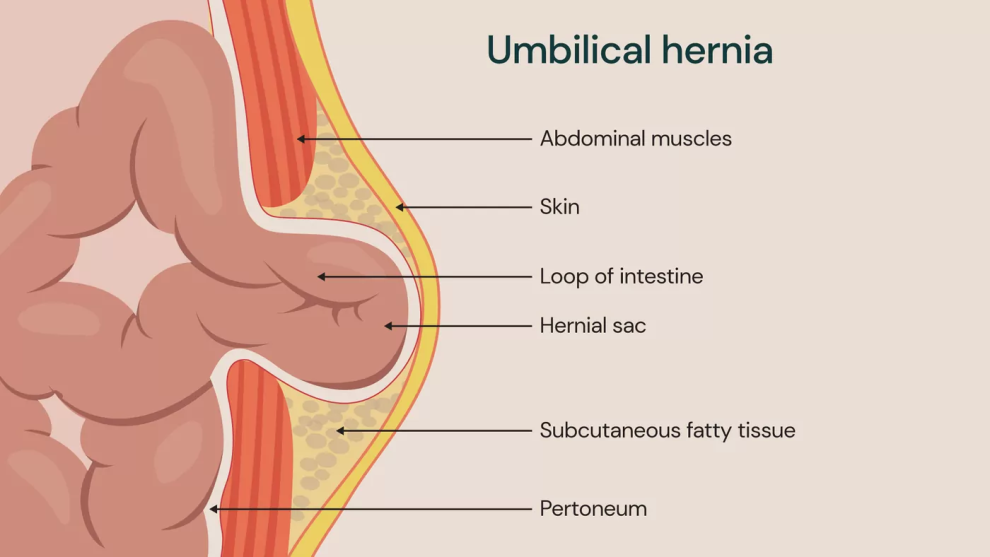 Umbilical hernia
Abdominal muscles
Skin
Loop of intestine
Hernial sac
Subcutaneous fatty tissue
Pertoneum